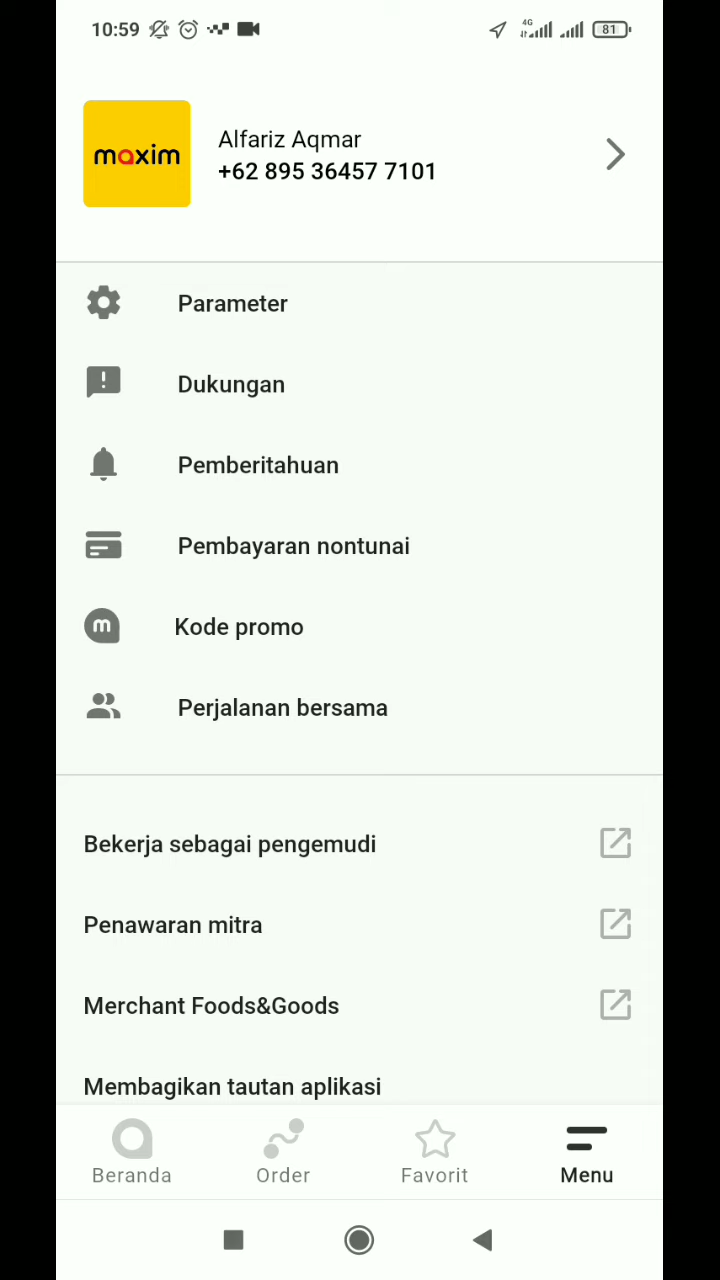 10:59
4G
81
maxim
Alfariz Aqmar
+62 895 36457 7101
Parameter
Dukungan
Pemberitahuan
Pembayaran nontunai
m
Kode promo
Perjalanan bersama
Bekerja sebagai pengemudi
Penawaran mitra
Merchant Foods&Goods
Membagikan tautan aplikasi
Beranda
Order
Favorit
Menu